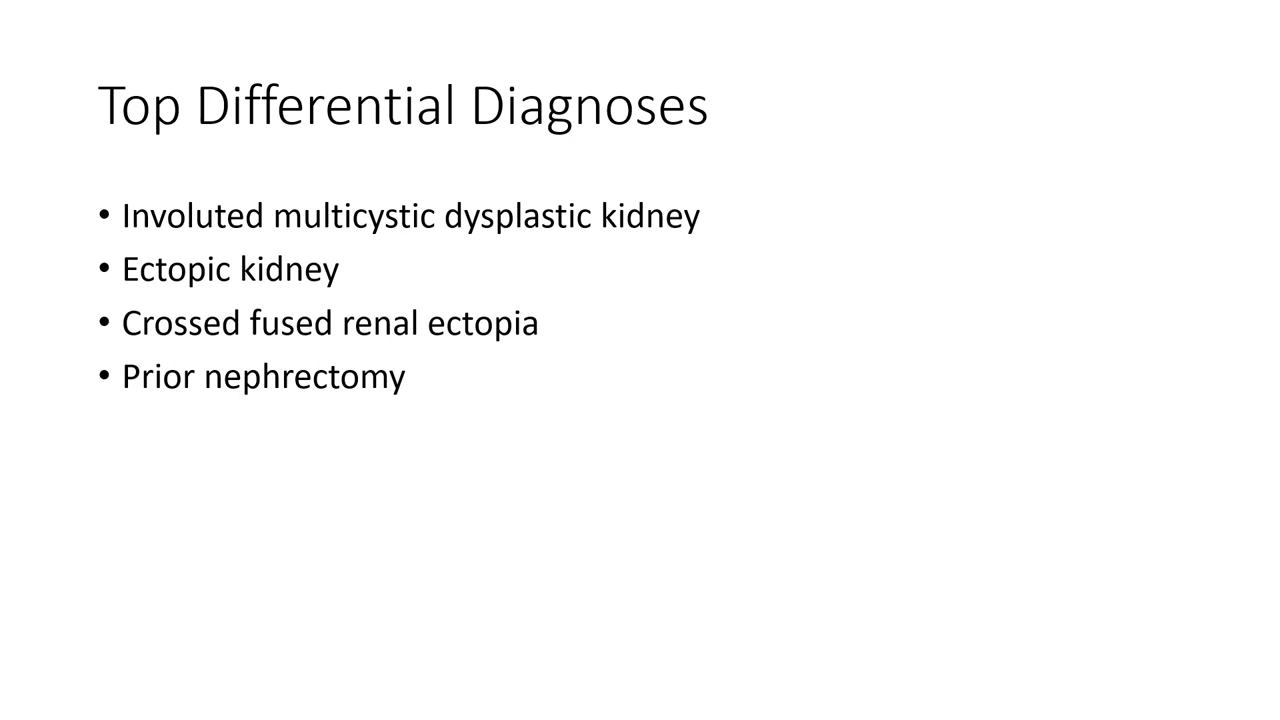 Top Differential Diagnoses
• Involuted multicystic dysplastic kidney
• Ectopic kidney
• Crossed fused renal ectopia
• Prior nephrectomy